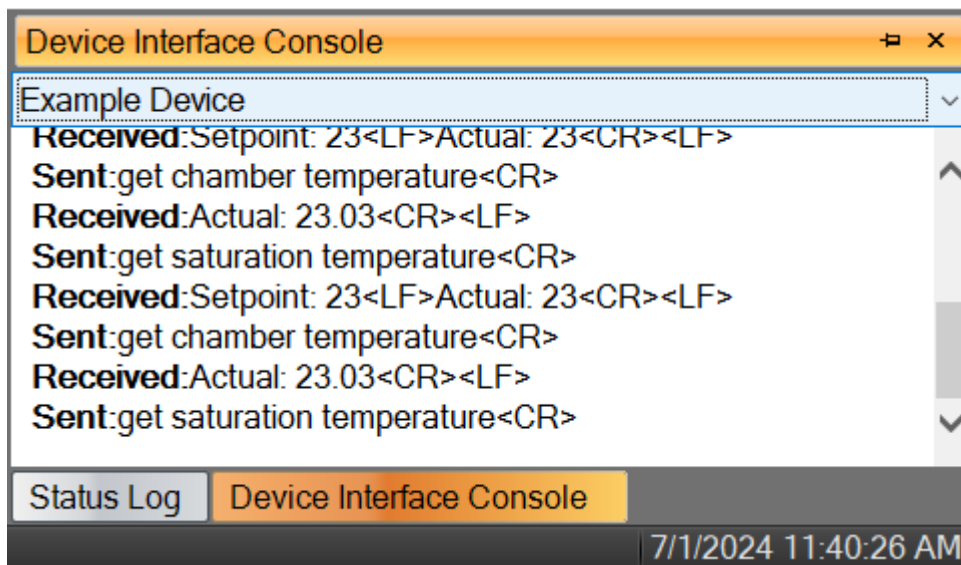 Device Interface Console
Example Device
Received:Setpoint: 23<LF>Actual: 23<CR><LF>
Sent:get chamber temperature<CR>
Received:Actual: 23.03<CR><LF>
Sent:get saturation temperature<CR>
Received:Setpoint: 23<LF>Actual: 23<CR><LF>
Sent:get chamber temperature<CR>
Received:Actual: 23.03<CR><LF>
Sent:get saturation temperature<CR>
Status Log Device Interface Console
7/1/2024 11:40:26 AM